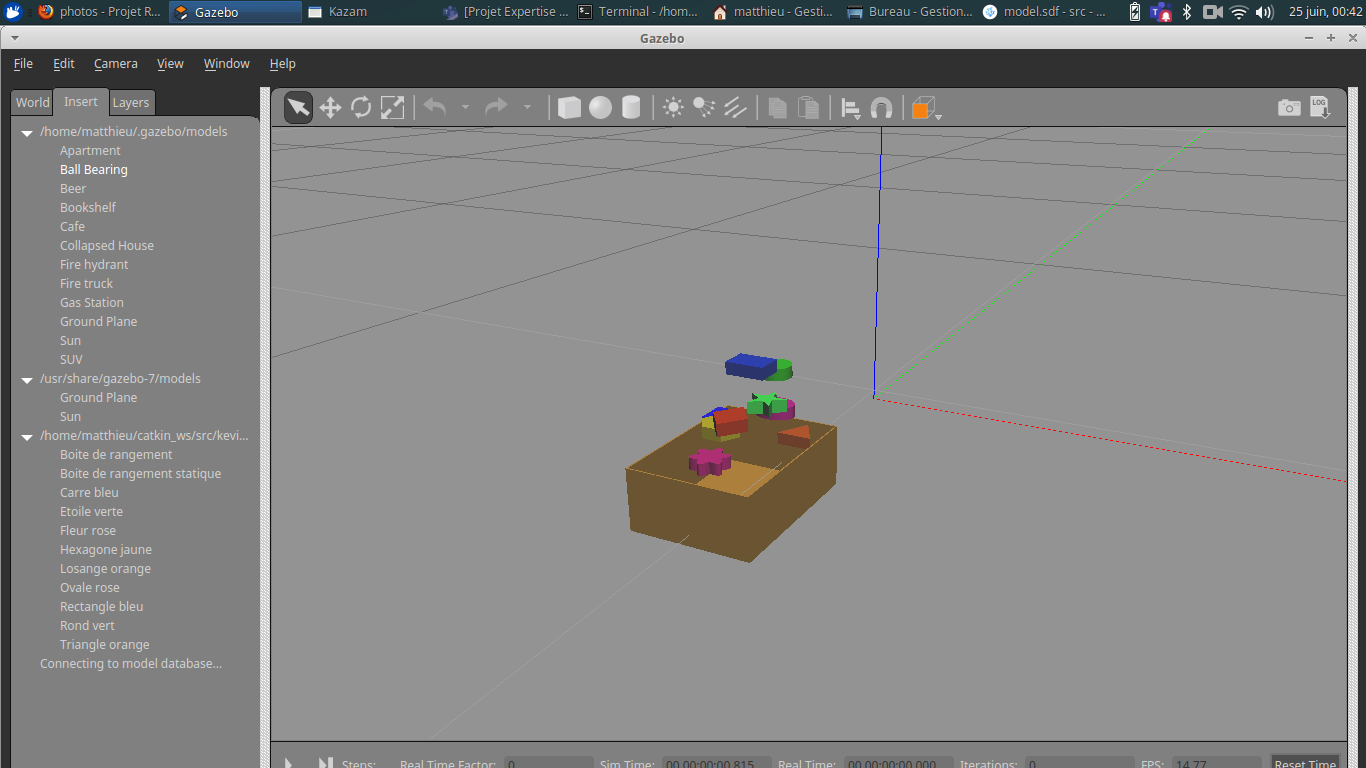 photos - Projet R... Gazebo Kazam [Projet Expertise ... Terminal - /hom... matthieu - Gesti... Bureau - Gestion... model.sdf - src - ... 25 juin, 00:42
Gazebo
File Edit Camera View Window Help
World Insert Layers
LOG
/home/matthieu/.gazebo/models
Apartment
Ball Bearing
Beer
Bookshelf
Cafe
Collapsed House
Fire hydrant
Fire truck
Gas Station
Ground Plane
Sun
SUV
/usr/share/gazebo-7/models
Ground Plane
Sun
/home/matthieu/catkin_ws/src/kevi...
Boite de rangement
Boite de rangement statique
Carre bleu
Etoile verte
Fleur rose
Hexagone jaune
Losange orange
Ovale rose
Rectangle bleu
Rond vert
Triangle orange
Connecting to model database...
Steps: Real Time Factor: 0 Sim Time: 00 00:00:00.815 Real Time: 00 00:00:00.000 Iterations: 0 FPS: 14.77 Reset Time